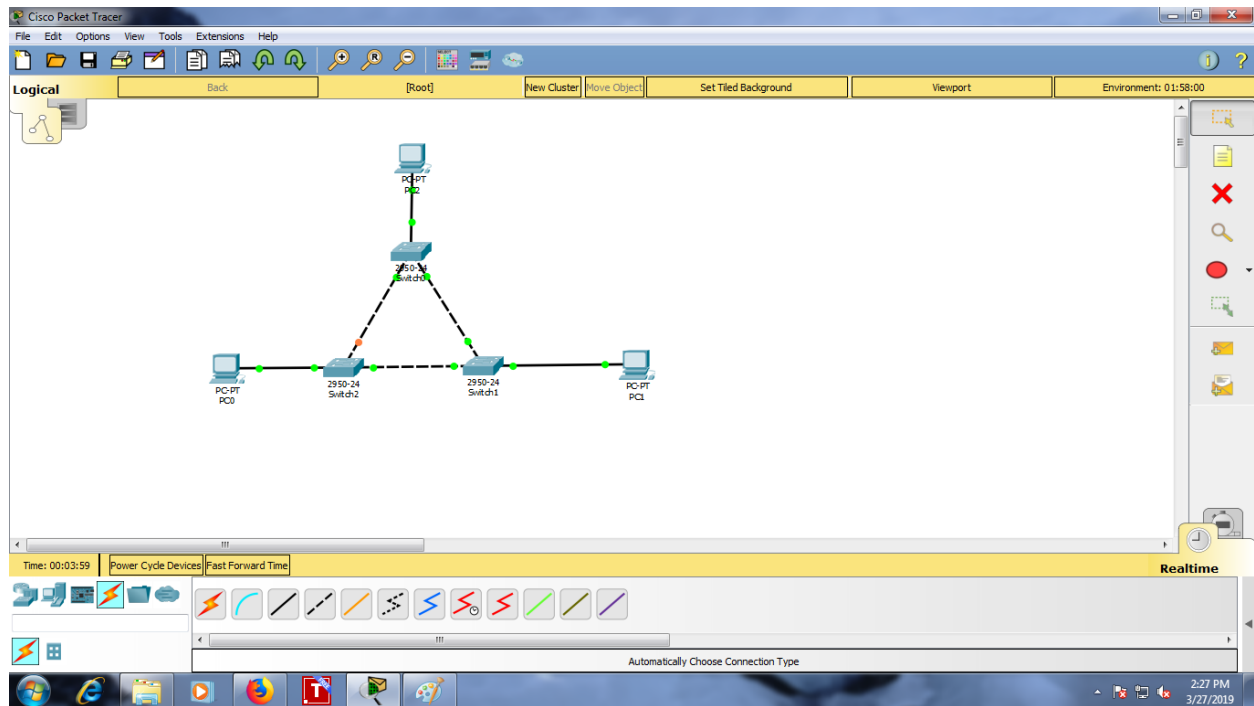 Cisco Packet Tracer
File Edit Options View Tools Extensions Help
Logical Back [Root] New Cluster Move Object Set Tiled Background Viewport Environment: 01:58:00
PC-PT
PC2
2950-24
Switch0
PC-PT
PC0
2950-24
Switch2
2950-24
Switch1
PC-PT
PC1
Time: 00:03:59 Power Cycle Devices Fast Forward Time Realtime
Automatically Choose Connection Type
2:27 PM
3/27/2019